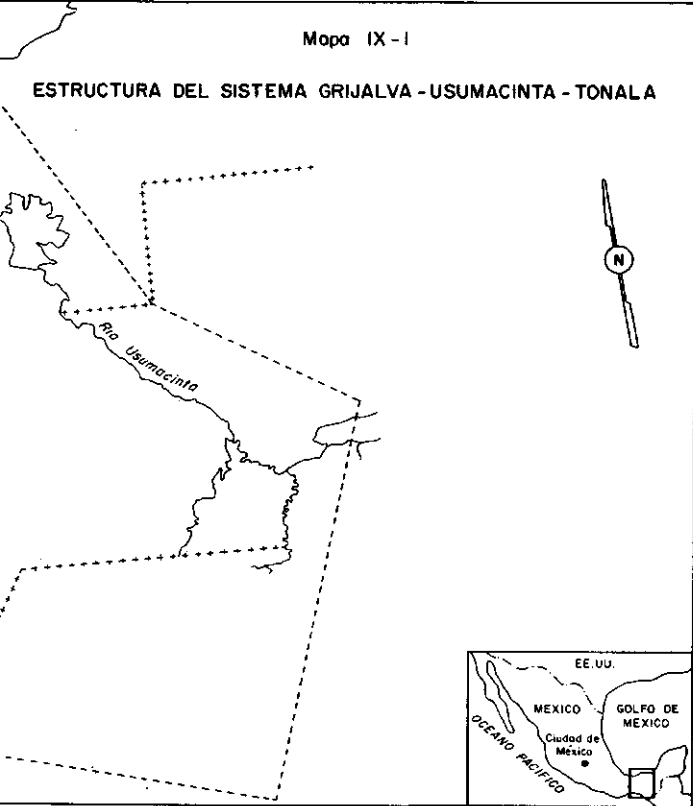 Mapa IX-I
ESTRUCTURA DEL SISTEMA GRIJALVA-USUMACINTA-TONALA
N
Río Usumacinta
EE.UU.
MEXICO
GOLFO DE
MEXICO
Ciudad de
México
OCEANO PACIFICO